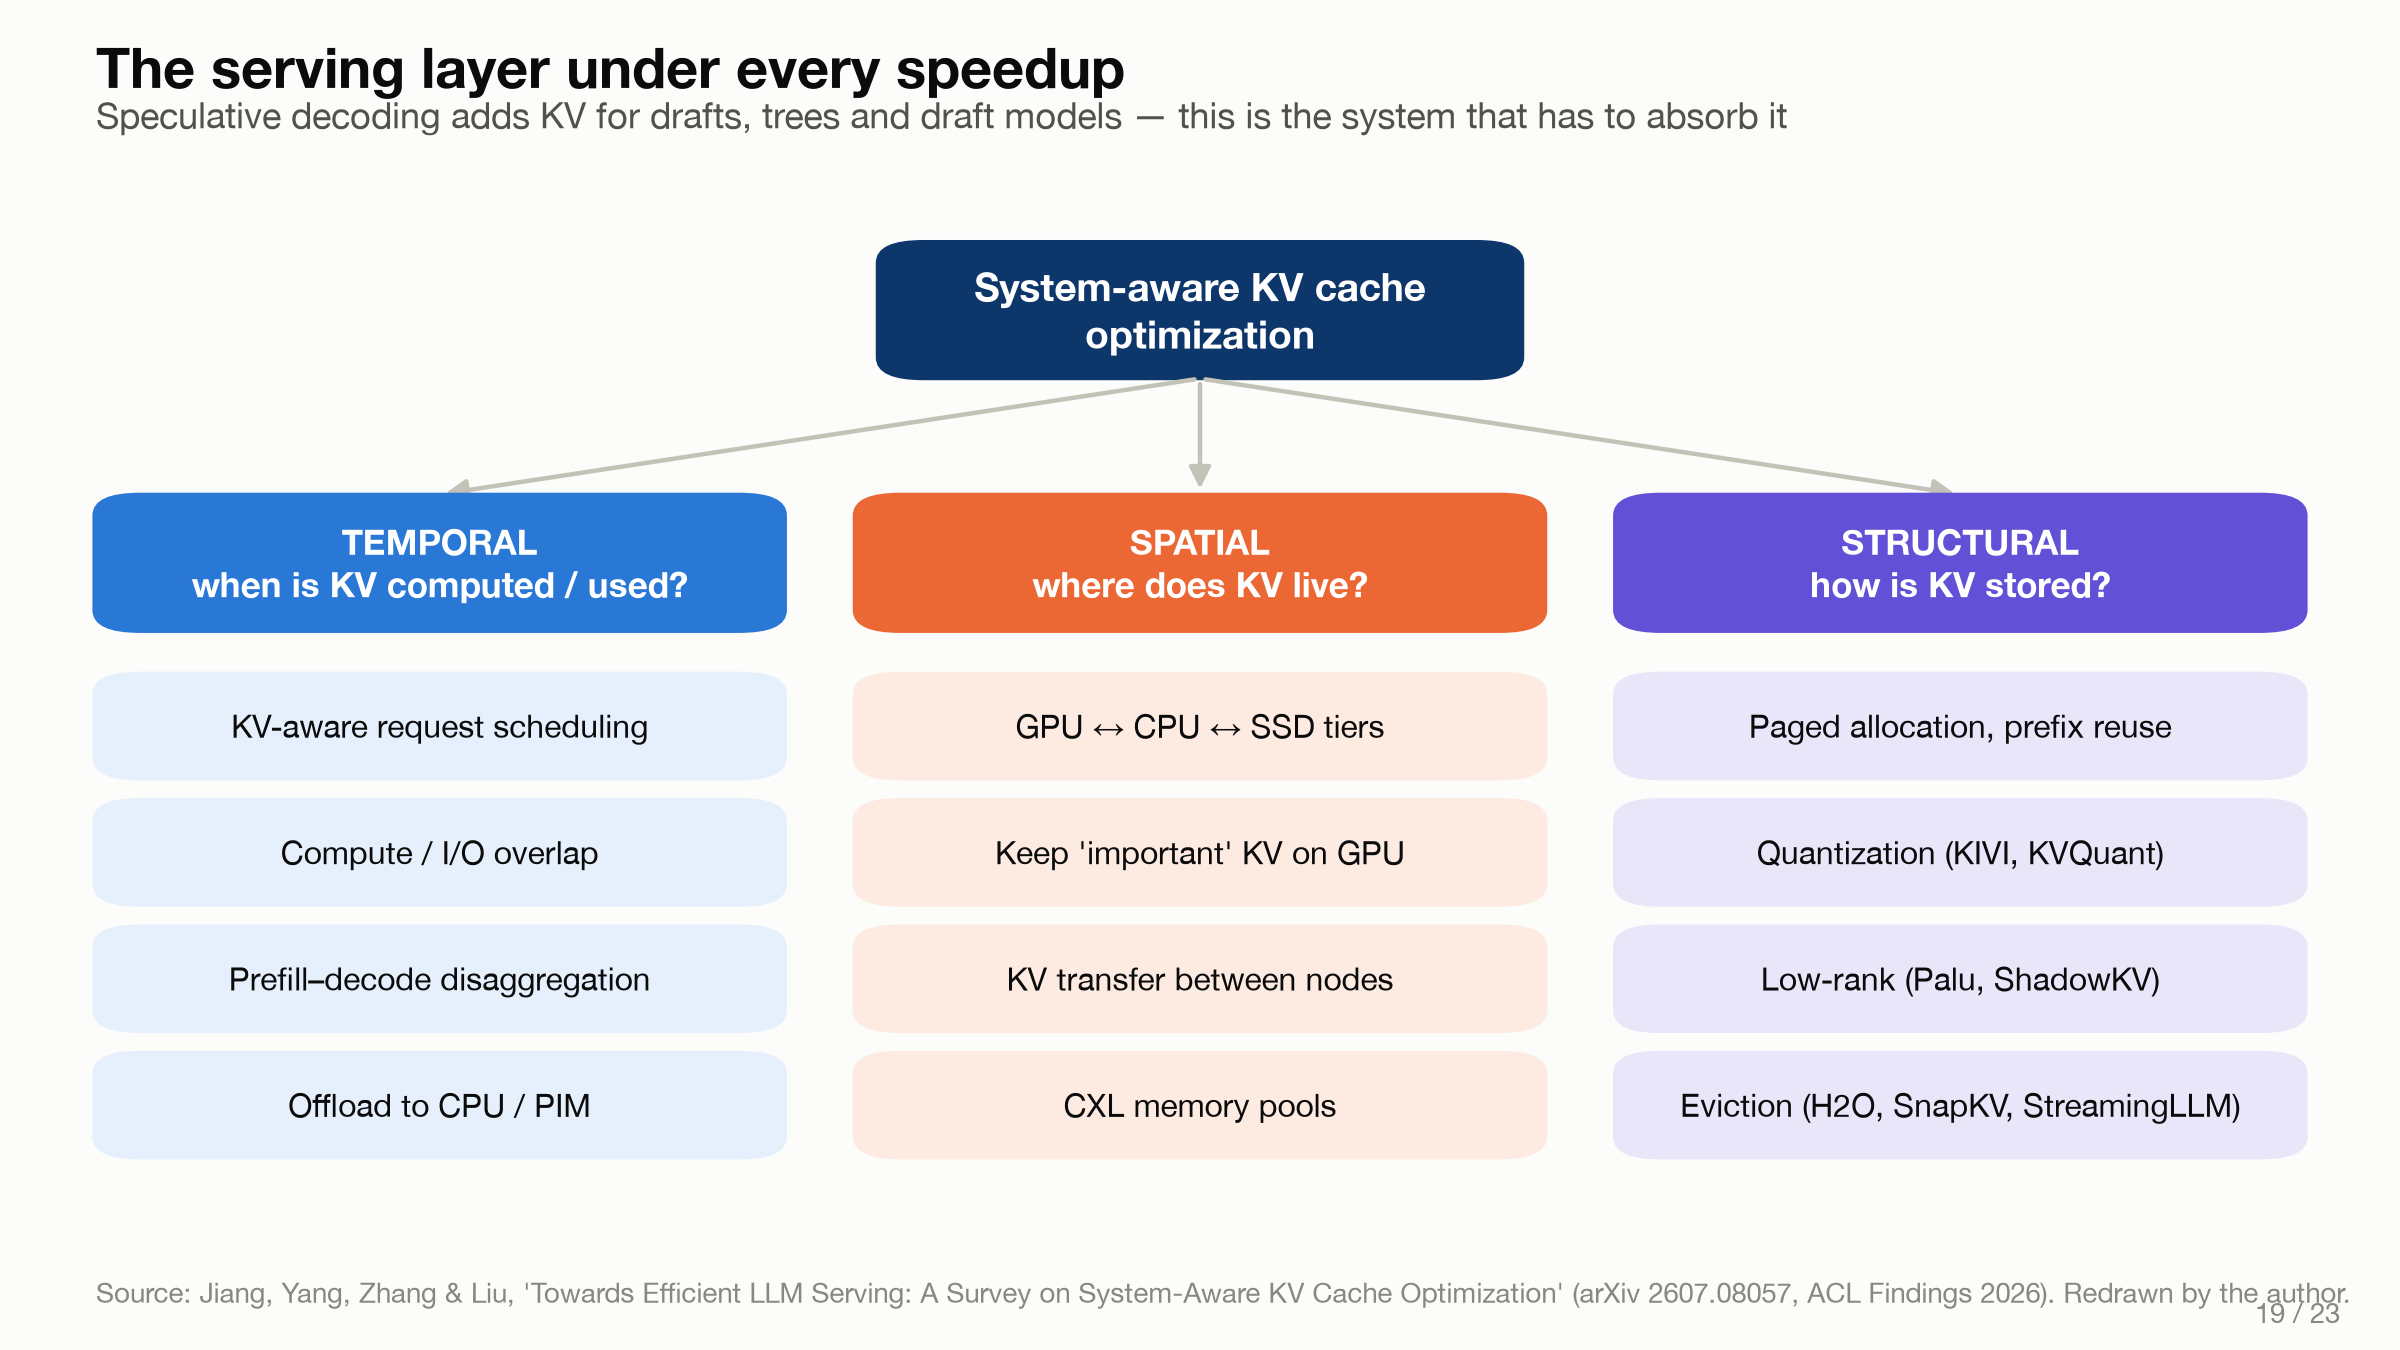 The serving layer under every speedup
Speculative decoding adds KV for drafts, trees and draft models — this is the system that has to absorb it
System-aware KV cache
optimization
TEMPORAL
when is KV computed / used?
KV-aware request scheduling
Compute / I/O overlap
Prefill–decode disaggregation
Offload to CPU / PIM
SPATIAL
where does KV live?
GPU ↔ CPU ↔ SSD tiers
Keep 'important' KV on GPU
KV transfer between nodes
CXL memory pools
STRUCTURAL
how is KV stored?
Paged allocation, prefix reuse
Quantization (KIVI, KVQuant)
Low-rank (Palu, ShadowKV)
Eviction (H2O, SnapKV, StreamingLLM)
Source: Jiang, Yang, Zhang & Liu, 'Towards Efficient LLM Serving: A Survey on System-Aware KV Cache Optimization' (arXiv 2607.08057, ACL Findings 2026). Redrawn by the author.
19 / 23